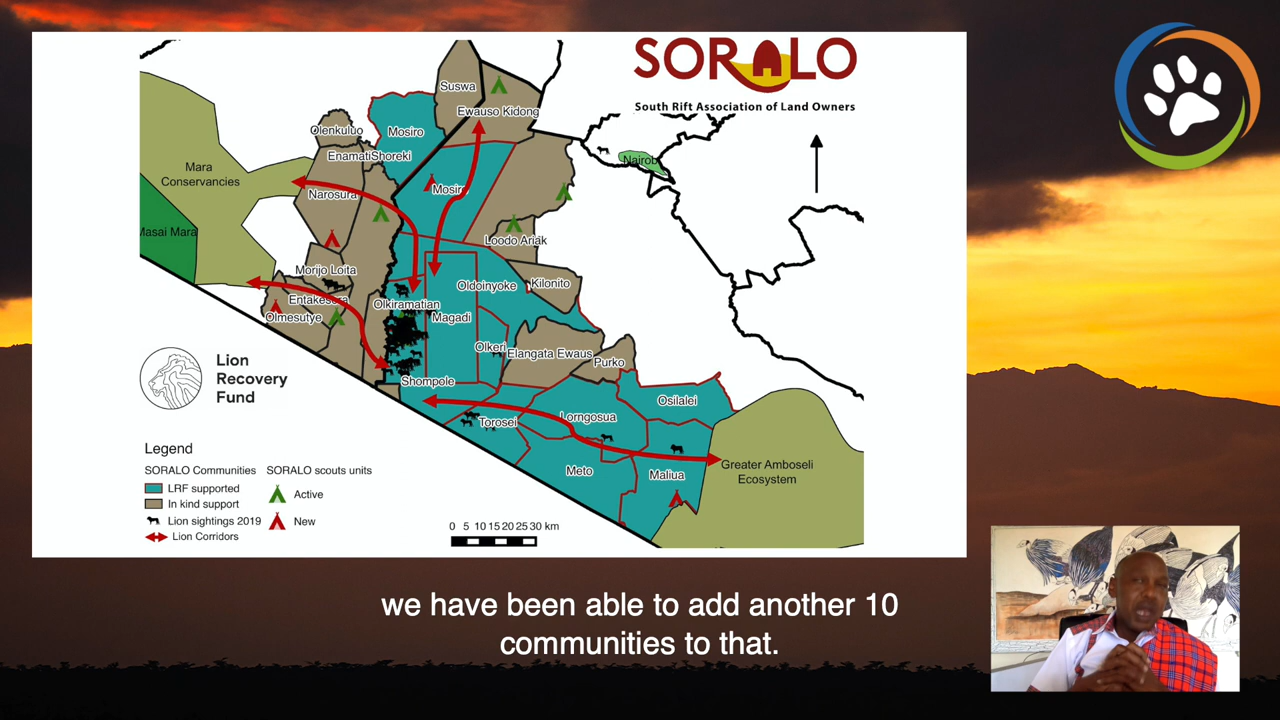 SORALO
South Rift Association of Land Owners
Suswa
Ewauso Kidong
Olenkuluo
Mosiro
EnamatiShoreki
Nairob
Mara
Conservancies
Narosura
Mosiro
Masai Mara
Loodo Ariak
Morijo Loita
Kilonito
Oldoinyoke
Entakesera
Olkiramatian
Olmesutye
Magadi
Olkeri
Elangata Ewaus
Purko
Lion
Recovery
Fund
Shompole
Osilalei
Torosei
Lorngosua
Meto
Maliua
Greater Amboseli
Ecosystem
Legend
SORALO Communities
SORALO scouts units
LRF supported
Active
In kind support
Lion sightings 2019
New
Lion Corridors
0 5 10 15 20 25 30 km
we have been able to add another 10
communities to that.